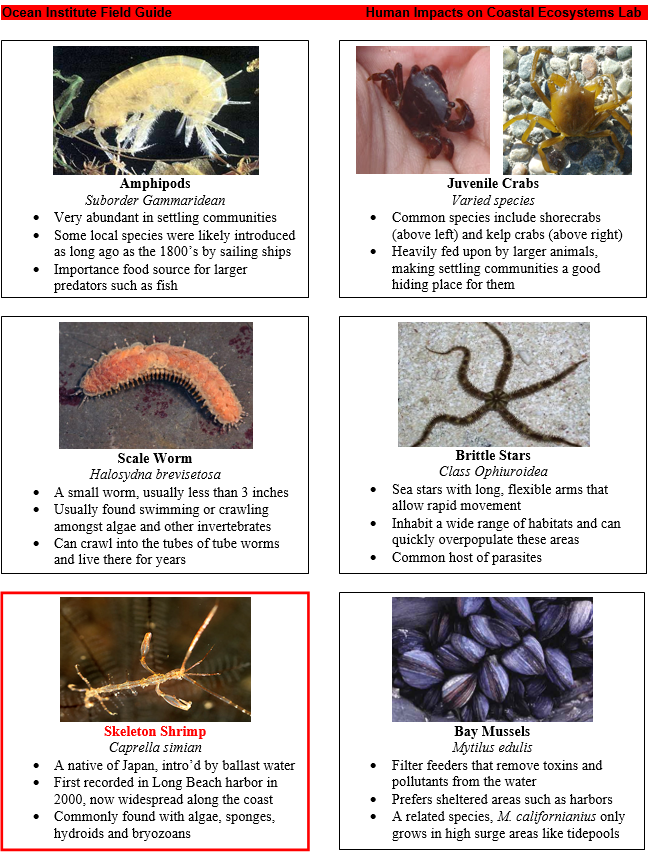 Ocean Institute Field Guide
Human Impacts on Coastal Ecosystems Lab
Amphipods
Suborder Gammaridean
• Very abundant in settling communities
• Some local species were likely introduced
as long ago as the 1800's by sailing ships
• Importance food source for larger
predators such as fish
Juvenile Crabs
Varied species
• Common species include shorecrabs
(above left) and kelp crabs (above right)
• Heavily fed upon by larger animals,
making settling communities a good
hiding place for them
Scale Worm
Halosydna brevisetosa
• A small worm, usually less than 3 inches
• Usually found swimming or crawling
amongst algae and other invertebrates
• Can crawl into the tubes of tube worms
and live there for years
Brittle Stars
Class Ophiuroidea
• Sea stars with long, flexible arms that
allow rapid movement
• Inhabit a wide range of habitats and can
quickly overpopulate these areas
• Common host of parasites
Skeleton Shrimp
Caprella simian
• A native of Japan, intro'd by ballast water
• First recorded in Long Beach harbor in
2000, now widespread along the coast
• Commonly found with algae, sponges,
hydroids and bryozoans
Bay Mussels
Mytilus edulis
• Filter feeders that remove toxins and
pollutants from the water
• Prefers sheltered areas such as harbors
• A related species, M. californianius only
grows in high surge areas like tidepools